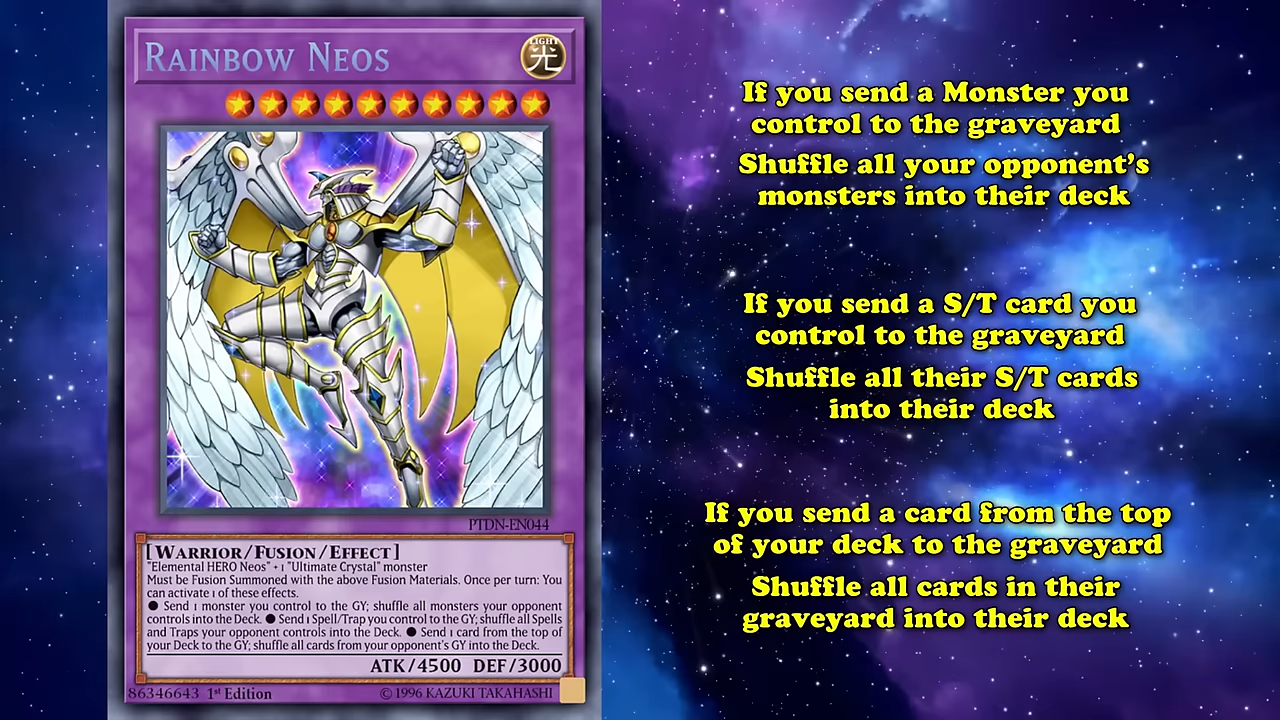 RAINBOW NEOS
LIGHT
光
PTDN-EN044
[WARRIOR/FUSION/EFFECT]
"Elemental HERO Neos" + 1 "Ultimate Crystal" monster
Must be Fusion Summoned with the above Fusion Materials. Once per turn: You
can activate 1 of these effects.
● Send 1 monster you control to the GY; shuffle all monsters your opponent
controls into the Deck. ● Send 1 Spell/Trap you control to the GY; shuffle all Spells
and Traps your opponent controls into the Deck. ● Send 1 card from the top of
your Deck to the GY; shuffle all cards from your opponent's GY into the Deck.
ATK/4500 DEF/3000
86346643 1st Edition
© 1996 KAZUKI TAKAHASHI
If you send a Monster you
control to the graveyard
Shuffle all your opponent's
monsters into their deck
If you send a S/T card you
control to the graveyard
Shuffle all their S/T cards
into their deck
If you send a card from the top
of your deck to the graveyard
Shuffle all cards in their
graveyard into their deck